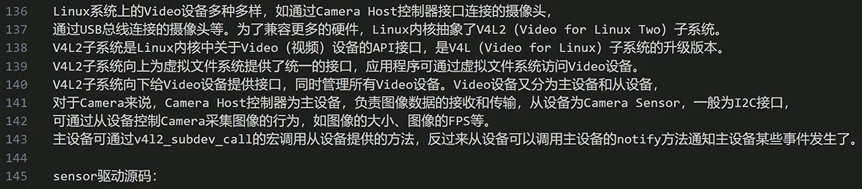 136 Linux系统上的Video设备多种多样，如通过Camera Host控制器接口连接的摄像头，
137 通过USB总线连接的摄像头等。为了兼容更多的硬件，Linux内核抽象了V4L2（Video for Linux Two）子系统。
138 V4L2子系统是Linux内核中关于Video（视频）设备的API接口，是V4L（Video for Linux）子系统的升级版本。
139 V4L2子系统向上为虚拟文件系统提供了统一的接口，应用程序可通过虚拟文件系统访问Video设备。
140 V4L2子系统向下给Video设备提供接口，同时管理所有Video设备。Video设备又分为主设备和从设备，
141 对于Camera来说，Camera Host控制器为主设备，负责图像数据的接收和传输，从设备为Camera Sensor，一般为I2C接口，
142 可通过从设备控制Camera采集图像的行为，如图像的大小、图像的FPS等。
143 主设备可通过v4l2_subdev_call的宏调用从设备提供的方法，反过来从设备可以调用主设备的notify方法通知主设备某些事件发生了。
144
145 sensor驱动源码：